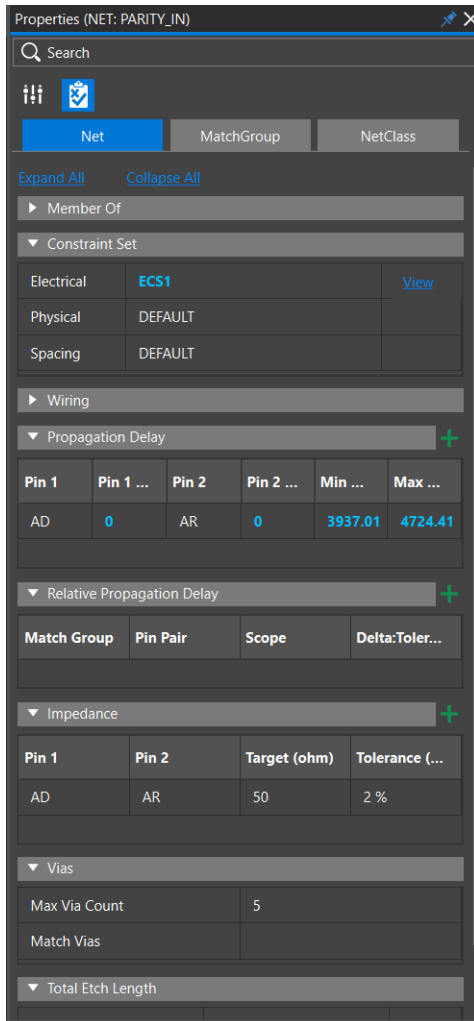 Properties (NET: PARITY_IN)
Search
Net MatchGroup NetClass
Expand All Collapse All
Member Of
Constraint Set
Electrical ECS1 View
Physical DEFAULT
Spacing DEFAULT
Wiring
Propagation Delay
Pin 1 Pin 1 ... Pin 2 Pin 2 ... Min ... Max ...
AD 0 AR 0 3937.01 4724.41
Relative Propagation Delay
Match Group Pin Pair Scope Delta:Toler...
Impedance
Pin 1 Pin 2 Target (ohm) Tolerance (...
AD AR 50 2 %
Vias
Max Via Count 5
Match Vias
Total Etch Length